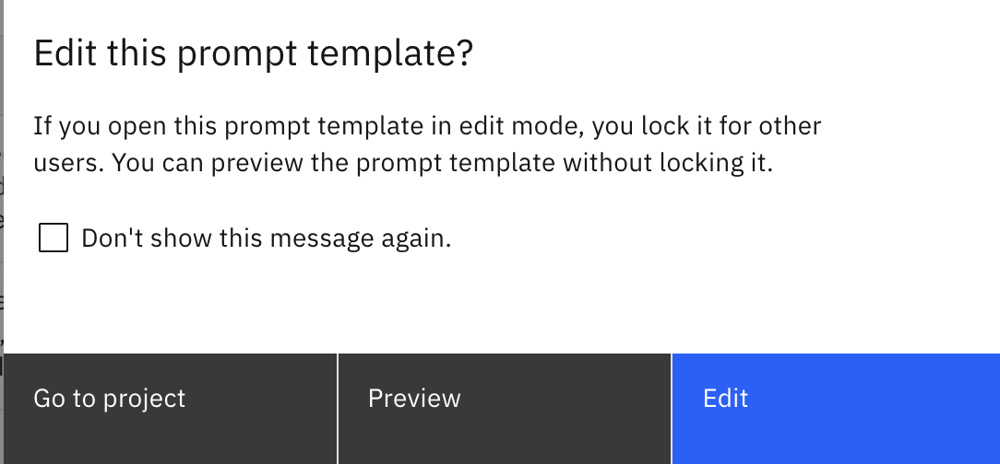 Edit this prompt template?
If you open this prompt template in edit mode, you lock it for other
users. You can preview the prompt template without locking it.
Don't show this message again.
Go to project
Preview
Edit